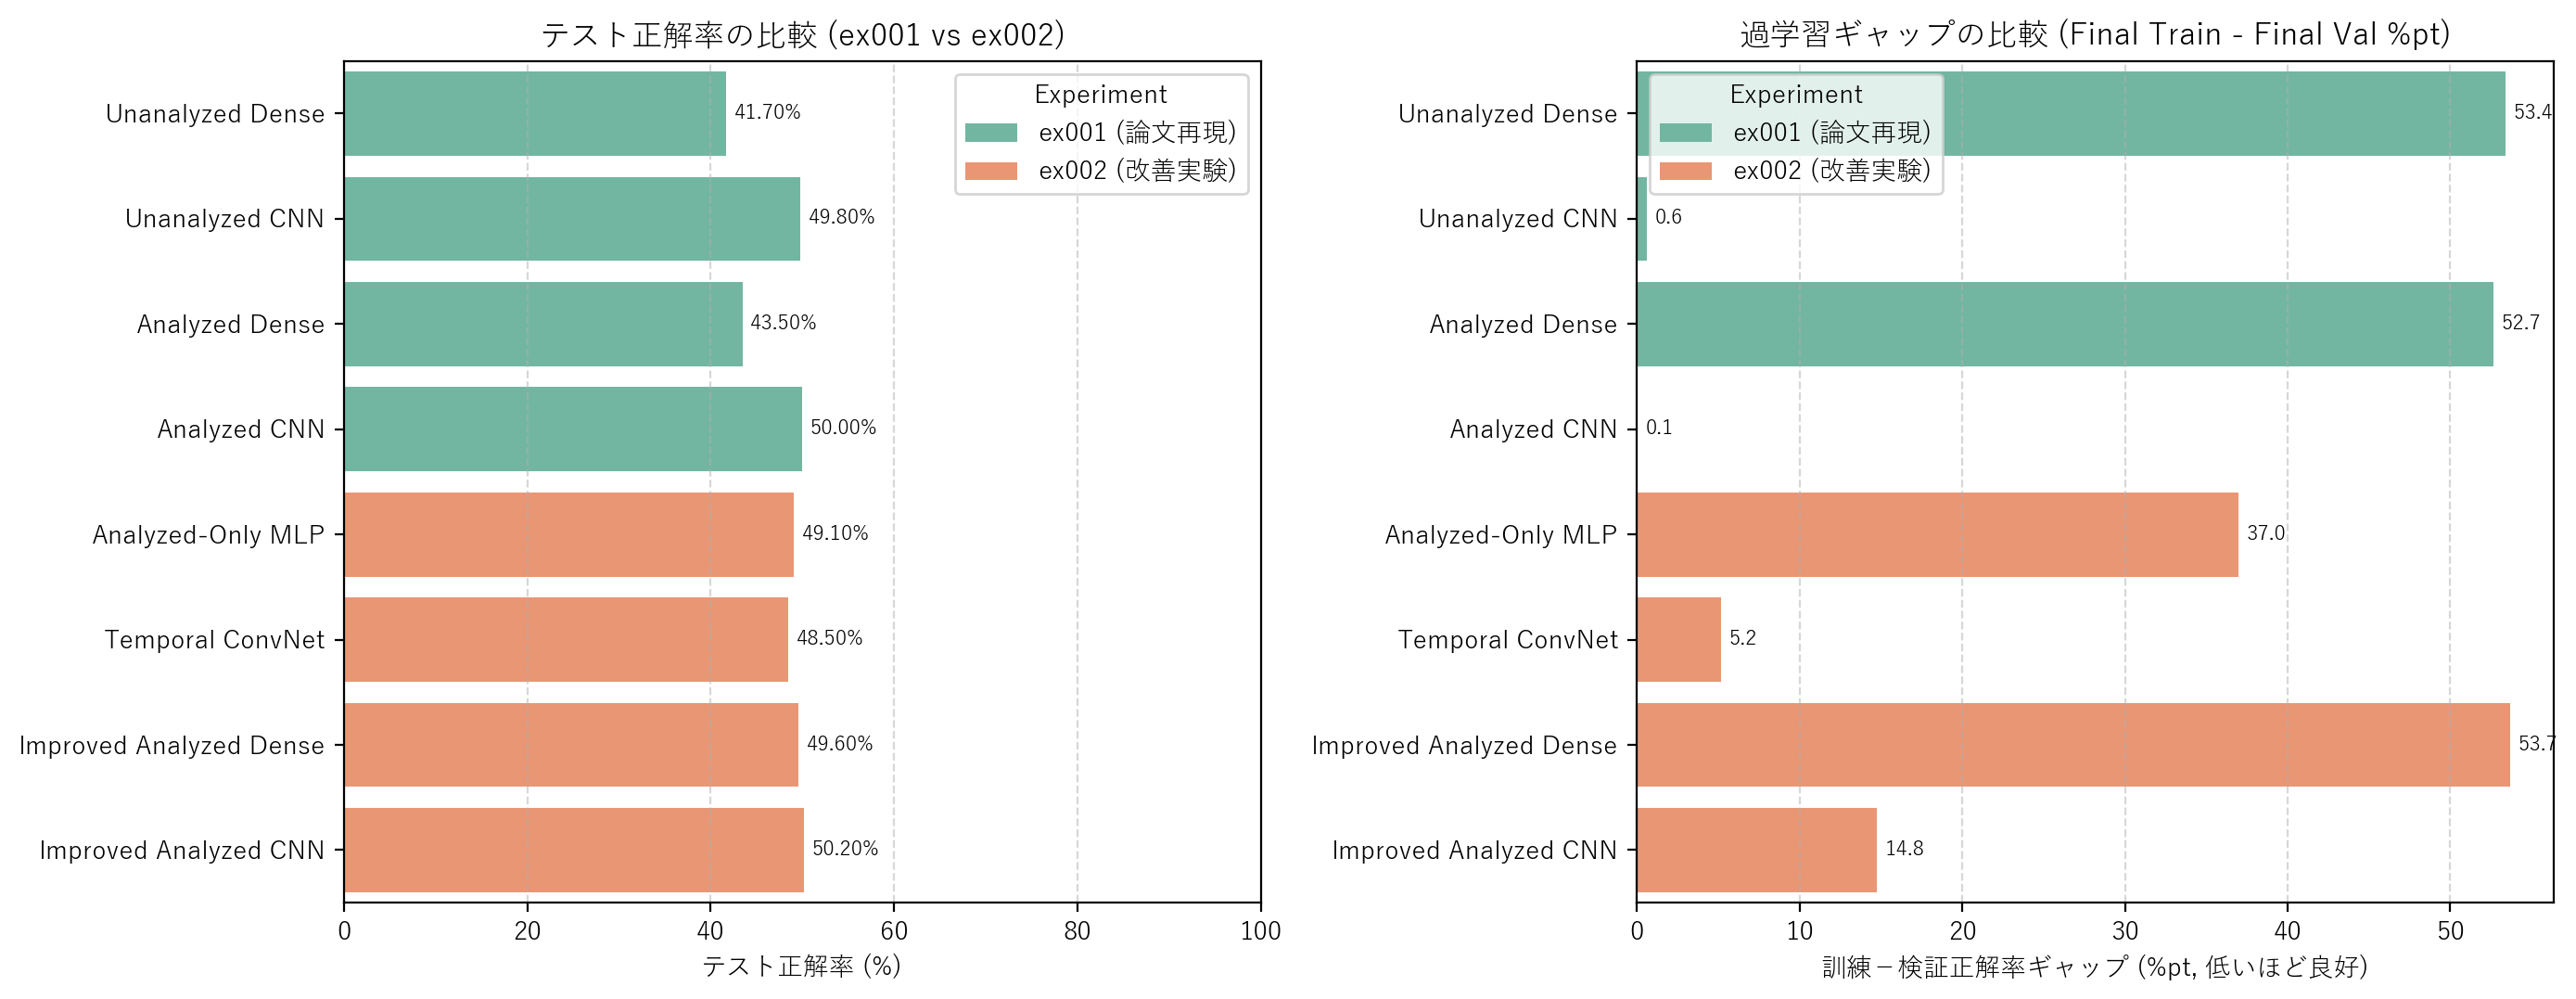 テスト正解率の比較 (ex001 vs ex002)
Experiment
ex001 (論文再現)
ex002 (改善実験)
Unanalyzed Dense
41.70%
Unanalyzed CNN
49.80%
Analyzed Dense
43.50%
Analyzed CNN
50.00%
Analyzed-Only MLP
49.10%
Temporal ConvNet
48.50%
Improved Analyzed Dense
49.60%
Improved Analyzed CNN
50.20%
0 20 40 60 80 100
テスト正解率 (%)
過学習ギャップの比較 (Final Train - Final Val %pt)
Experiment
ex001 (論文再現)
ex002 (改善実験)
Unanalyzed Dense
53.4
Unanalyzed CNN
0.6
Analyzed Dense
52.7
Analyzed CNN
0.1
Analyzed-Only MLP
37.0
Temporal ConvNet
5.2
Improved Analyzed Dense
53.7
Improved Analyzed CNN
14.8
0 10 20 30 40 50
訓練－検証正解率ギャップ (%pt, 低いほど良好)